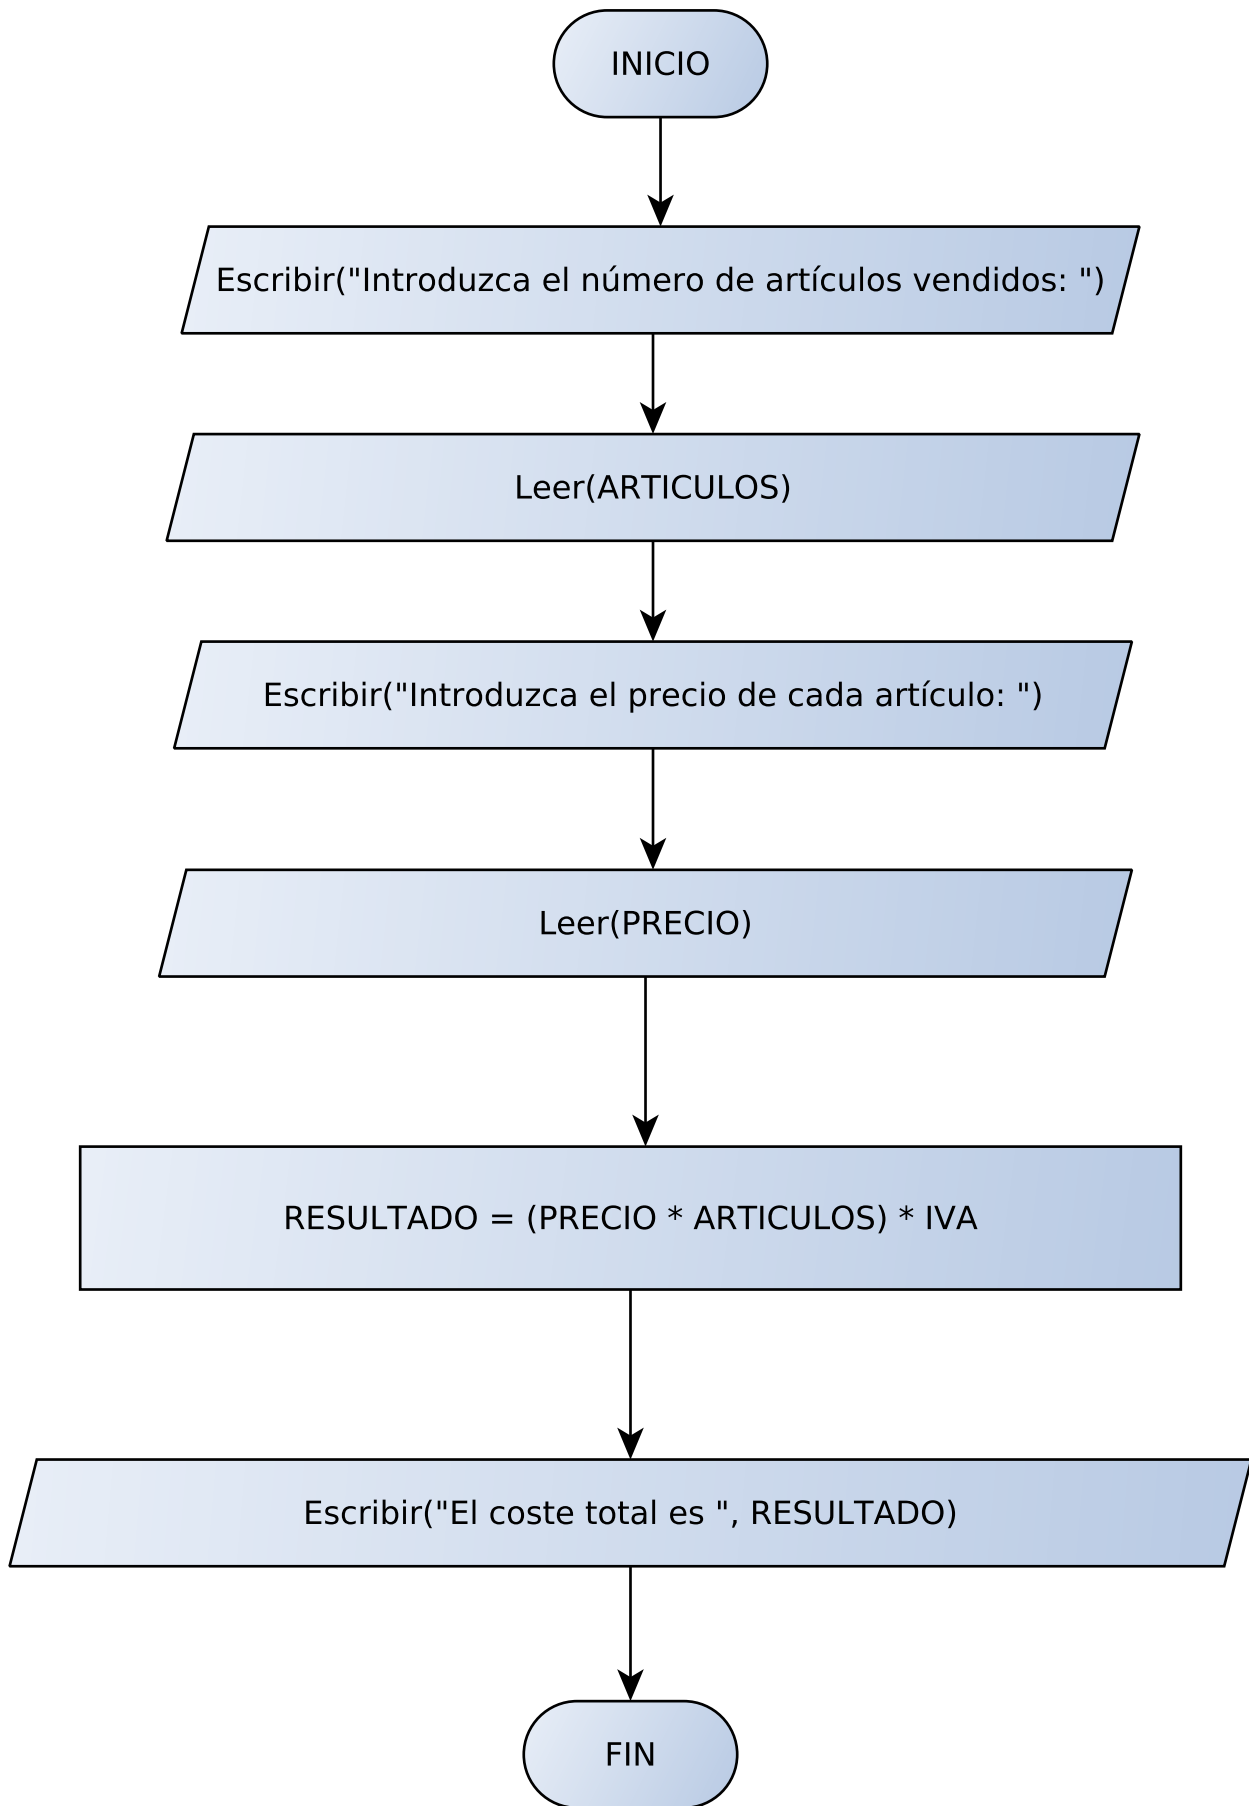 INICIO
Escribir("Introduzca el número de artículos vendidos: ")
Leer(ARTICULOS)
Escribir("Introduzca el precio de cada artículo: ")
Leer(PRECIO)
RESULTADO = (PRECIO * ARTICULOS) * IVA
Escribir("El coste total es ", RESULTADO)
FIN